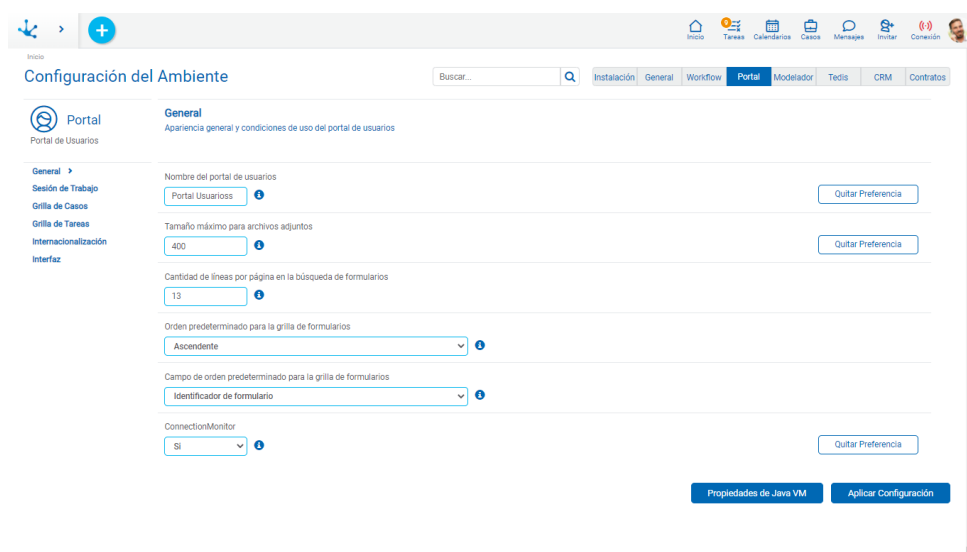 6
Inicio
Tareas
Calendarios
Casos
Mensajes
Invitar
Conexión
Inicio
Configuración del Ambiente
Buscar...
Instalación
General
Workflow
Portal
Modelador
Tedis
CRM
Contratos
Portal
Portal de Usuarios
General
Sesión de Trabajo
Grilla de Casos
Grilla de Tareas
Internacionalización
Interfaz
General
Apariencia general y condiciones de uso del portal de usuarios
Nombre del portal de usuarios
Portal Usuarioss
Quitar Preferencia
Tamaño máximo para archivos adjuntos
400
Quitar Preferencia
Cantidad de líneas por página en la búsqueda de formularios
13
Orden predeterminado para la grilla de formularios
Ascendente
Campo de orden predeterminado para la grilla de formularios
Identificador de formulario
ConnectionMonitor
Si
Quitar Preferencia
Propiedades de Java VM
Aplicar Configuración